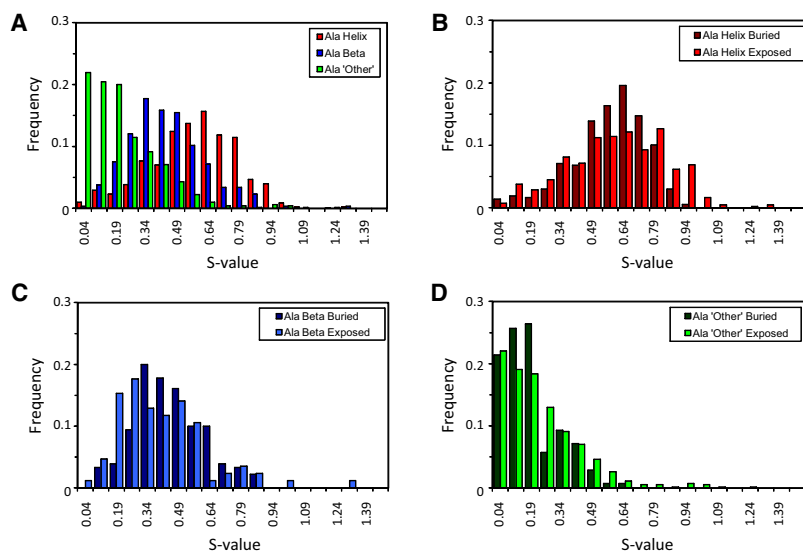 A
0.3
0.2
0.1
0
Frequency
Ala Helix
Ala Beta
Ala 'Other'
0.04
0.19
0.34
0.49
0.64
0.79
0.94
1.09
1.24
1.39
S-value
B
0.3
0.2
0.1
0
Frequency
Ala Helix Buried
Ala Helix Exposed
0.04
0.19
0.34
0.49
0.64
0.79
0.94
1.09
1.24
1.39
S-value
C
0.3
0.2
0.1
0
Frequency
Ala Beta Buried
Ala Beta Exposed
0.04
0.19
0.34
0.49
0.64
0.79
0.94
1.09
1.24
1.39
S-value
D
0.3
0.2
0.1
0
Frequency
Ala 'Other' Buried
Ala 'Other' Exposed
0.04
0.19
0.34
0.49
0.64
0.79
0.94
1.09
1.24
1.39
S-value